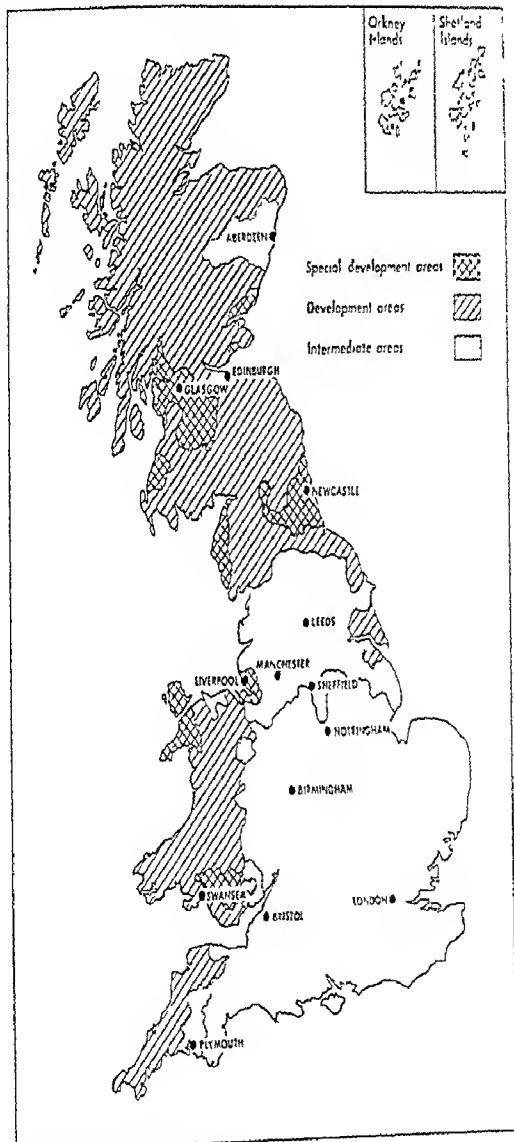 Orkney
Islands
Shetland
Islands
ABERDEEN
Special development areas
Development areas
Intermediate areas
EDINBURGH
GLASGOW
NEWCASTLE
LEEDS
MANCHESTER
LIVERPOOL
SHEFFIELD
NOTTINGHAM
BIRMINGHAM
SWANSEA
LONDON
BRISTOL
PLYMOUTH